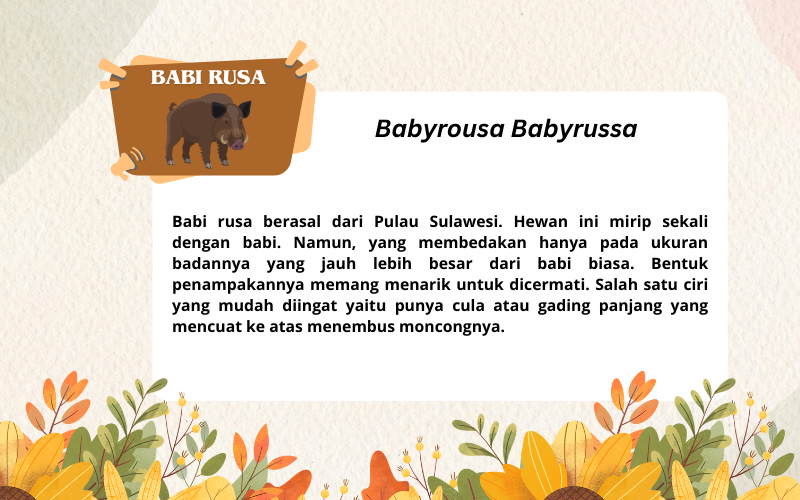 BABI RUSA
Babyrousa Babyrussa
Babi rusa berasal dari Pulau Sulawesi. Hewan ini mirip sekali
dengan babi. Namun, yang membedakan hanya pada ukuran
badannya yang jauh lebih besar dari babi biasa. Bentuk
penampakannya memang menarik untuk dicermati. Salah satu ciri
yang mudah diingat yaitu punya cula atau gading panjang yang
mencuat ke atas menembus moncongnya.